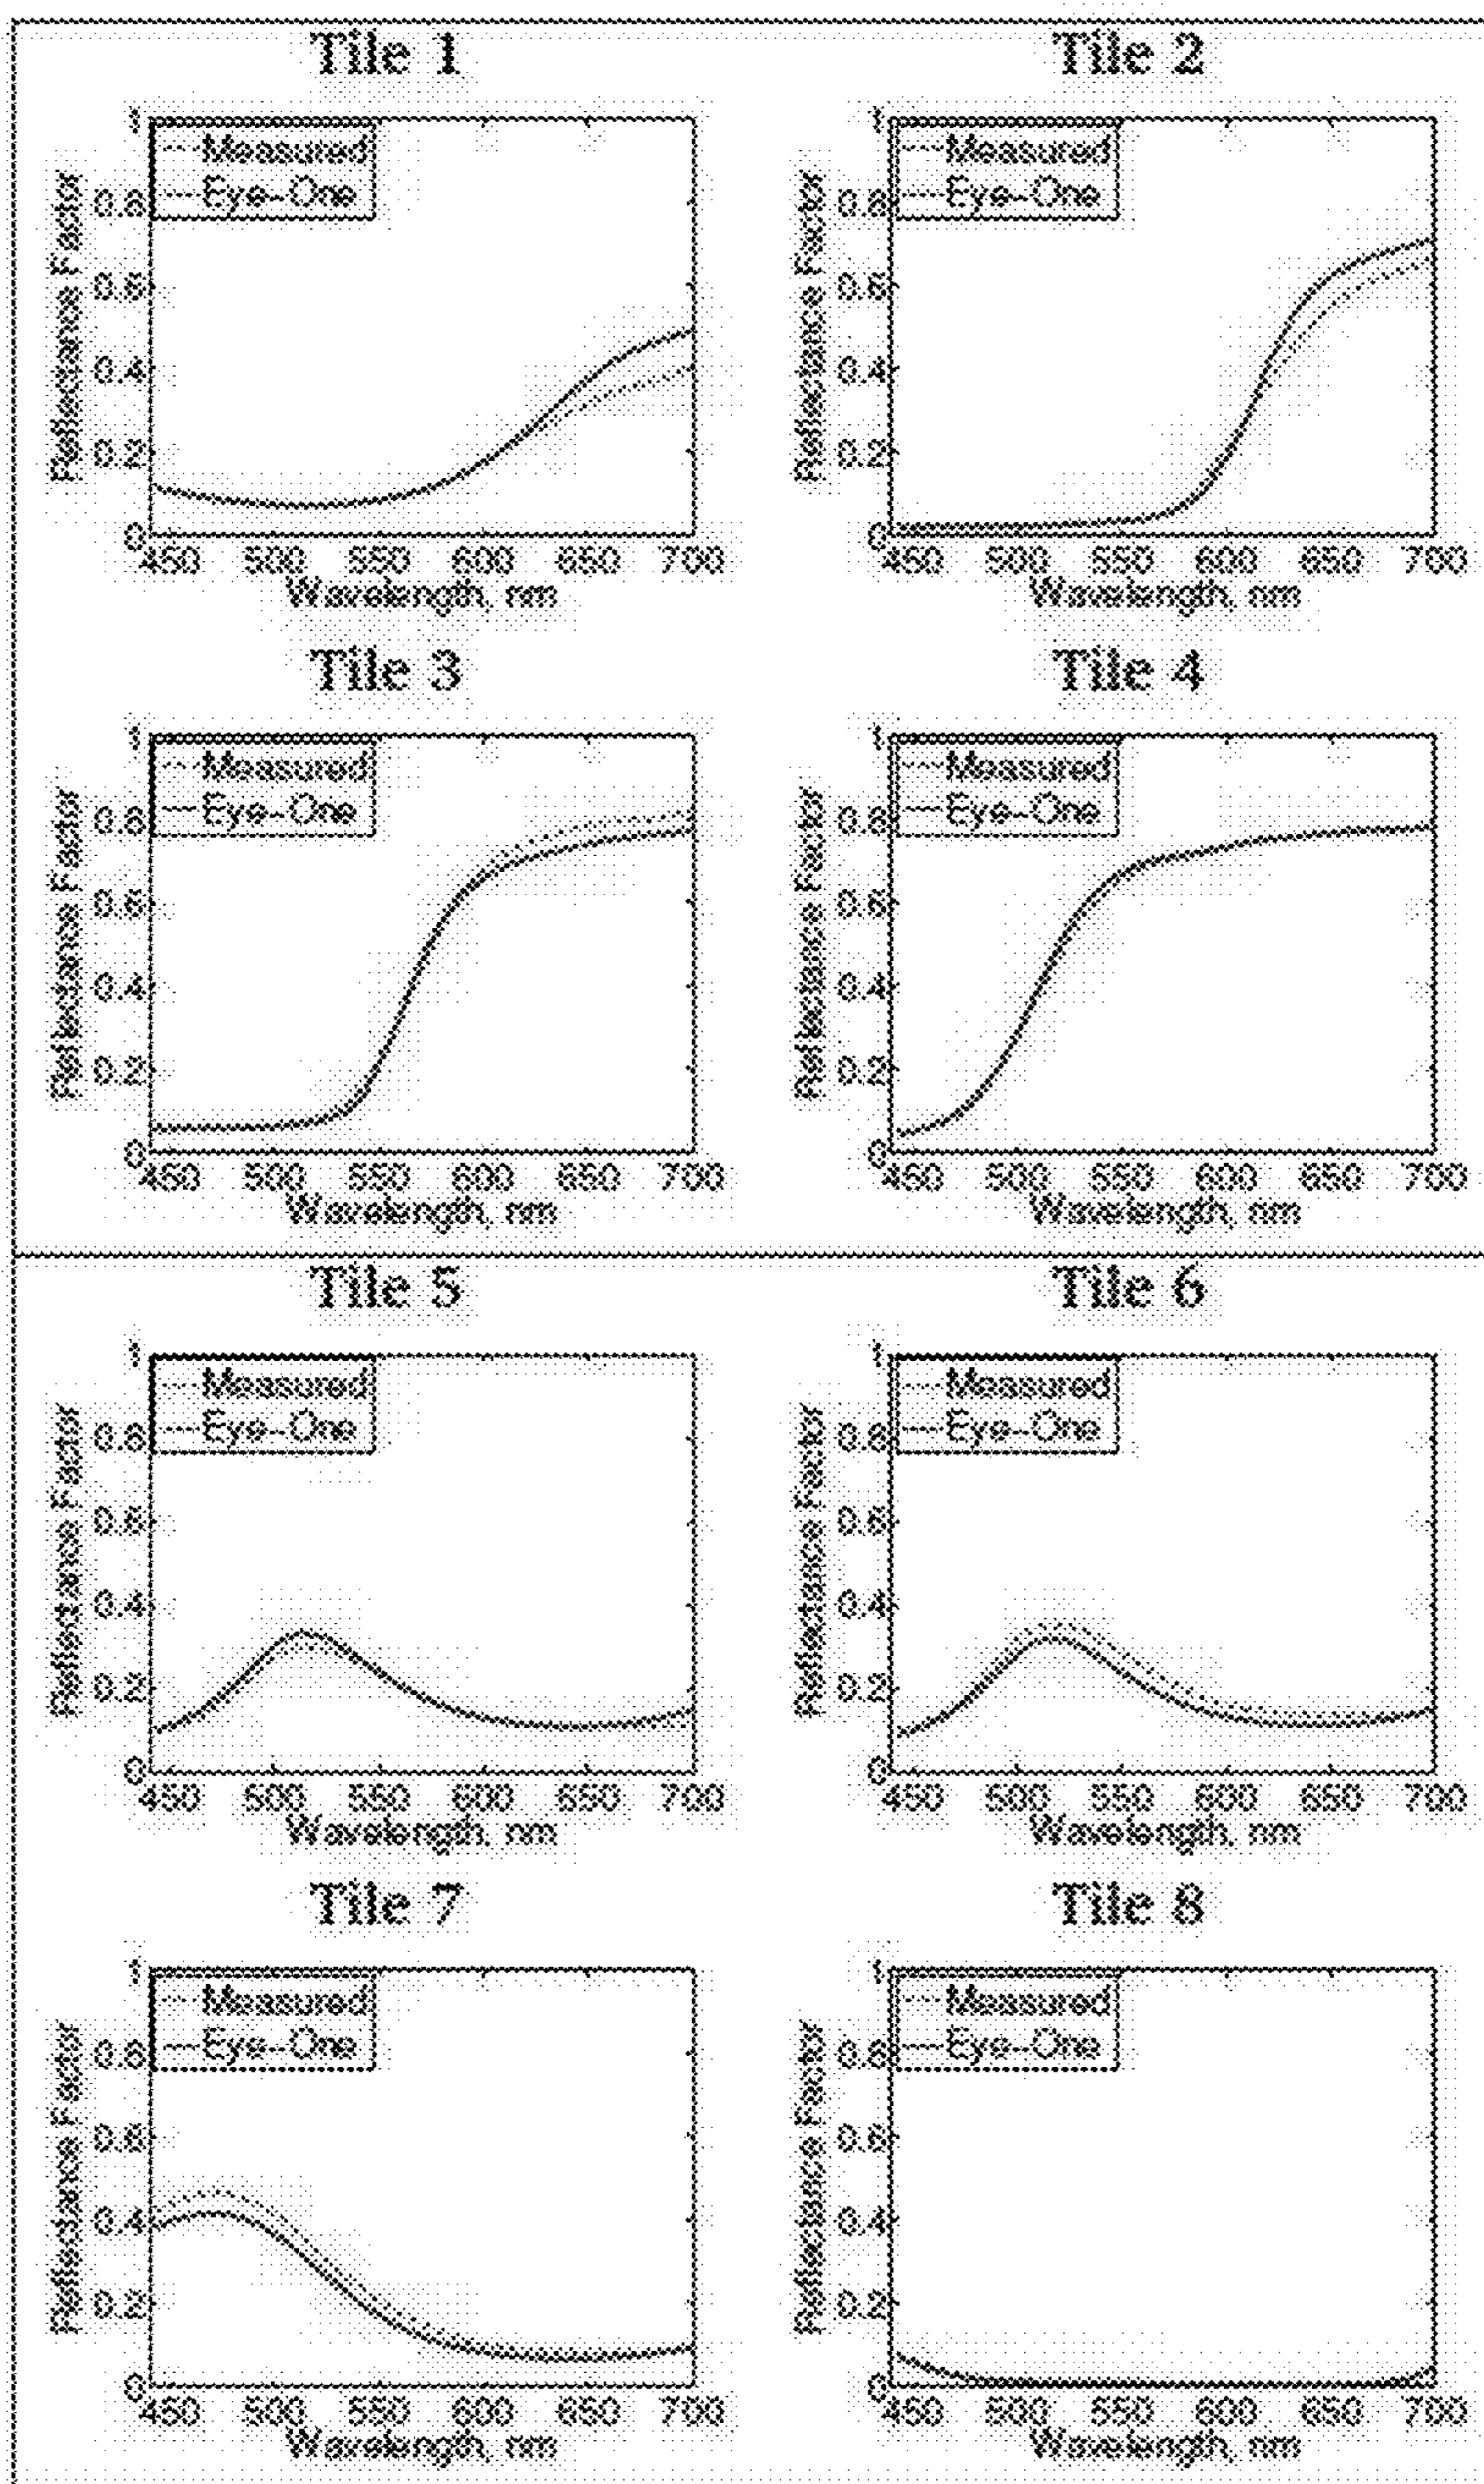 Tile 1
1
Measured
Eye-One
0.8
0.6
0.4
0.2
0
Reflectance Factor
450 500 550 600 650 700
Wavelength, nm
Tile 2
1
Measured
Eye-One
0.8
0.6
0.4
0.2
0
Reflectance Factor
450 500 550 600 650 700
Wavelength, nm
Tile 3
1
Measured
Eye-One
0.8
0.6
0.4
0.2
0
Reflectance Factor
450 500 550 600 650 700
Wavelength, nm
Tile 4
1
Measured
Eye-One
0.8
0.6
0.4
0.2
0
Reflectance Factor
450 500 550 600 650 700
Wavelength, nm
Tile 5
1
Measured
Eye-One
0.8
0.6
0.4
0.2
0
Reflectance Factor
450 500 550 600 650 700
Wavelength, nm
Tile 6
1
Measured
Eye-One
0.8
0.6
0.4
0.2
0
Reflectance Factor
450 500 550 600 650 700
Wavelength, nm
Tile 7
1
Measured
Eye-One
0.8
0.6
0.4
0.2
0
Reflectance Factor
450 500 550 600 650 700
Wavelength, nm
Tile 8
1
Measured
Eye-One
0.8
0.6
0.4
0.2
0
Reflectance Factor
450 500 550 600 650 700
Wavelength, nm